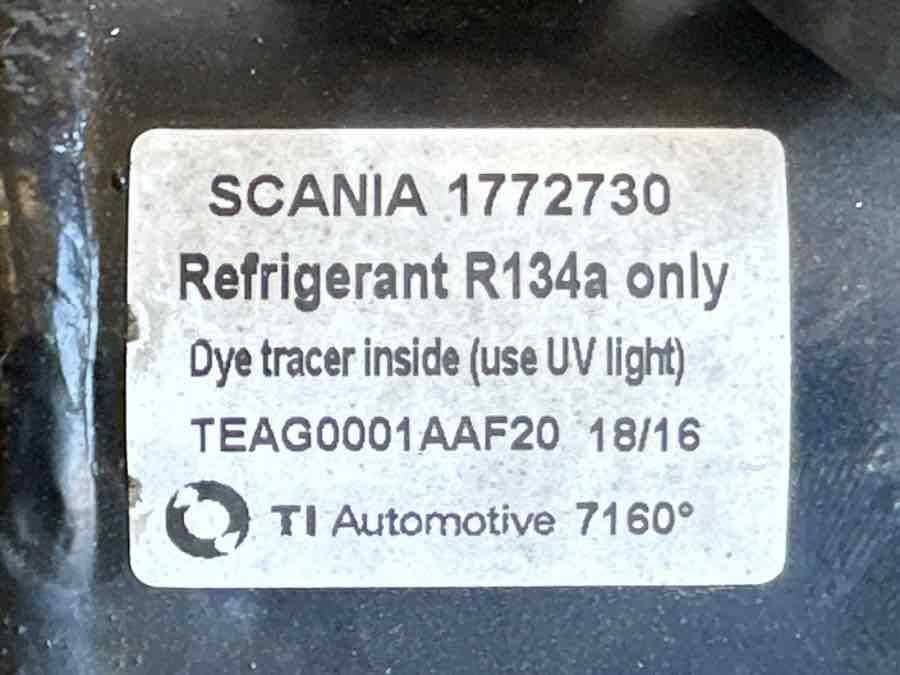 SCANIA 1772730
Refrigerant R134a only
Dye tracer inside (use UV light)
TEAG0001AAF20 18/16
TI Automotive 7160°